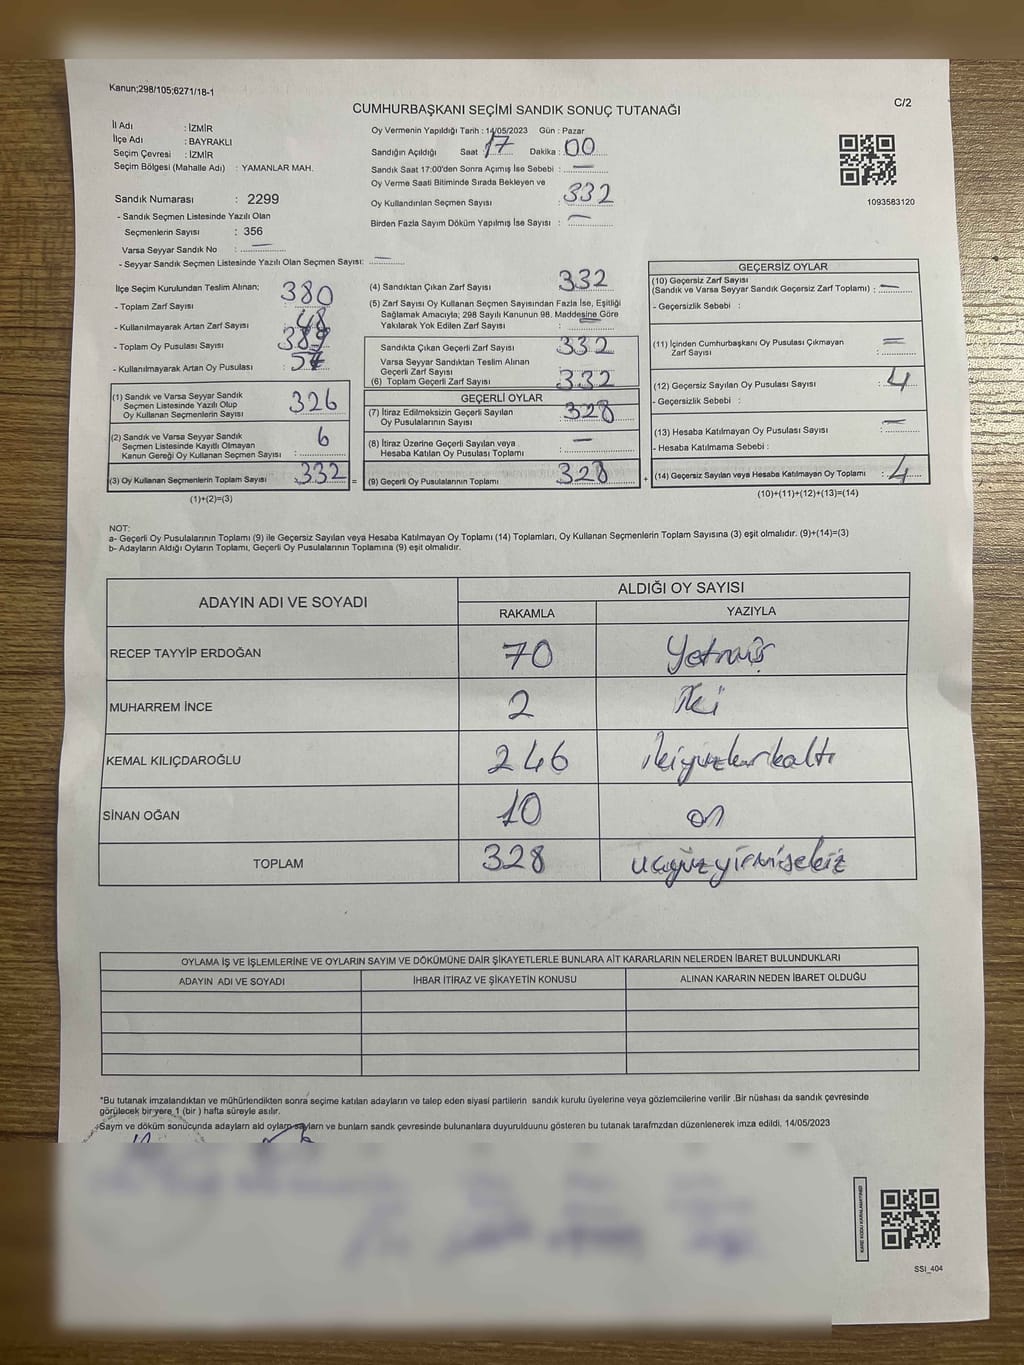 Kanun;298/105;6271/18-1
CUMHURBAŞKANI SEÇİMİ SANDIK SONUÇ TUTANAĞI
C/2
İl Adı : İZMİR
İlçe Adı : BAYRAKLI
Seçim Çevresi : İZMİR
Seçim Bölgesi (Mahalle Adı) : YAMANLAR MAH.
Oy Vermenin Yapıldığı Tarih : 14/05/2023 Gün : Pazar
Sandığın Açıldığı Saat : 17 Dakika : 00
Sandık Saat 17:00'den Sonra Açımış İse Sebebi : —
Oy Verme Saati Bitiminde Sırada Bekleyen ve
Oy Kullandırılan Seçmen Sayısı : 332
Birden Fazla Sayım Döküm Yapılmış İse Sayısı : —
1093583120
Sandık Numarası : 2299
- Sandık Seçmen Listesinde Yazılı Olan
Seçmenlerin Sayısı : 356
Varsa Seyyar Sandık No : —
- Seyyar Sandık Seçmen Listesinde Yazılı Olan Seçmen Sayısı: —
İlçe Seçim Kurulundan Teslim Alınan;
- Toplam Zarf Sayısı : 380
- Kullanılmayarak Artan Zarf Sayısı : 48
- Toplam Oy Pusulası Sayısı :
- Kullanılmayarak Artan Oy Pusulası :
(1) Sandık ve Varsa Seyyar Sandık
Seçmen Listesinde Yazılı Olup
Oy Kullanan Seçmenlerin Sayısı : 326
(2) Sandık ve Varsa Seyyar Sandık
Seçmen Listesinde Kayıtlı Olmayan
Kanun Gereği Oy Kullanan Seçmen Sayısı : 6
(3) Oy Kullanan Seçmenlerin Toplam Sayısı : 332 =
(1)+(2)=(3)
(4) Sandıktan Çıkan Zarf Sayısı : 332
(5) Zarf Sayısı Oy Kullanan Seçmen Sayısından Fazla İse, Eşitliği
Sağlamak Amacıyla; 298 Sayılı Kanunun 98. Maddesine Göre
Yakılarak Yok Edilen Zarf Sayısı : —
Sandıkta Çıkan Geçerli Zarf Sayısı : 332
Varsa Seyyar Sandıktan Teslim Alınan
Geçerli Zarf Sayısı
(6) Toplam Geçerli Zarf Sayısı : 332
GEÇERLİ OYLAR
(7) İtiraz Edilmeksizin Geçerli Sayılan
Oy Pusulalarının Sayısı : 328
(8) İtiraz Üzerine Geçerli Sayılan veya
Hesaba Katılan Oy Pusulası Toplamı : —
(9) Geçerli Oy Pusulalarının Toplamı : 328 +
GEÇERSİZ OYLAR
(10) Geçersiz Zarf Sayısı
(Sandık ve Varsa Seyyar Sandık Geçersiz Zarf Toplamı) : —
- Geçersizlik Sebebi :
(11) İçinden Cumhurbaşkanı Oy Pusulası Çıkmayan
Zarf Sayısı : —
(12) Geçersiz Sayılan Oy Pusulası Sayısı : 4
- Geçersizlik Sebebi :
(13) Hesaba Katılmayan Oy Pusulası Sayısı : —
- Hesaba Katılmama Sebebi :
(14) Geçersiz Sayılan veya Hesaba Katılmayan Oy Toplamı : 4
(10)+(11)+(12)+(13)=(14)
NOT:
a- Geçerli Oy Pusulalarının Toplamı (9) ile Geçersiz Sayılan veya Hesaba Katılmayan Oy Toplamı (14) Toplamları, Oy Kullanan Seçmenlerin Toplam Sayısına (3) eşit olmalıdır. (9)+(14)=(3)
b- Adayların Aldığı Oyların Toplamı, Geçerli Oy Pusulalarının Toplamına (9) eşit olmalıdır.
ADAYIN ADI VE SOYADI
ALDIĞI OY SAYISI
RAKAMLA YAZIYLA
RECEP TAYYİP ERDOĞAN 70 Yetmiş
MUHARREM İNCE 2 İki
KEMAL KILIÇDAROĞLU 246 ikiyüzkırkaltı
SİNAN OĞAN 10 on
TOPLAM 328 ucyüzyirmisekiz
OYLAMA İŞ VE İŞLEMLERİNE VE OYLARIN SAYIM VE DÖKÜMÜNE DAİR ŞİKAYETLERLE BUNLARA AİT KARARLARIN NELERDEN İBARET BULUNDUKLARI
ADAYIN ADI VE SOYADI İHBAR İTİRAZ VE ŞİKAYETİN KONUSU ALINAN KARARIN NEDEN İBARET OLDUĞU
*Bu tutanak imzalandıktan ve mühürlendikten sonra seçime katılan adayların ve talep eden siyasi partilerin sandık kurulu üyelerine veya gözlemcilerine verilir .Bir nüshası da sandık çevresinde
görülecek bir yere 1 (bir ) hafta süreyle asılır.
Saym ve döküm sonucunda adaylarn ald oylarn saylarn ve bunlarn sandk çevresinde bulunanlara duyurulduunu gösteren bu tutanak tarafmzdan düzenlenerek imza edildi, 14/05/2023
SSI_404